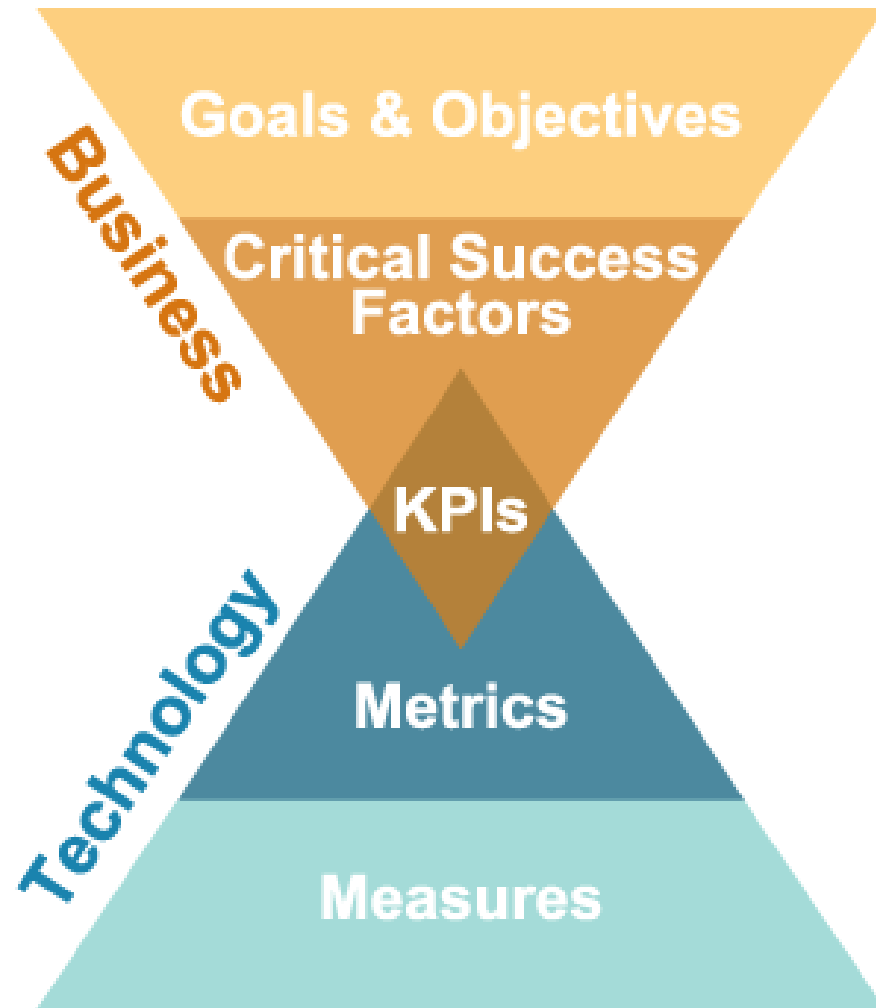 Goals & Objectives
Business
Critical Success
Factors
KPIs
Technology
Metrics
Measures